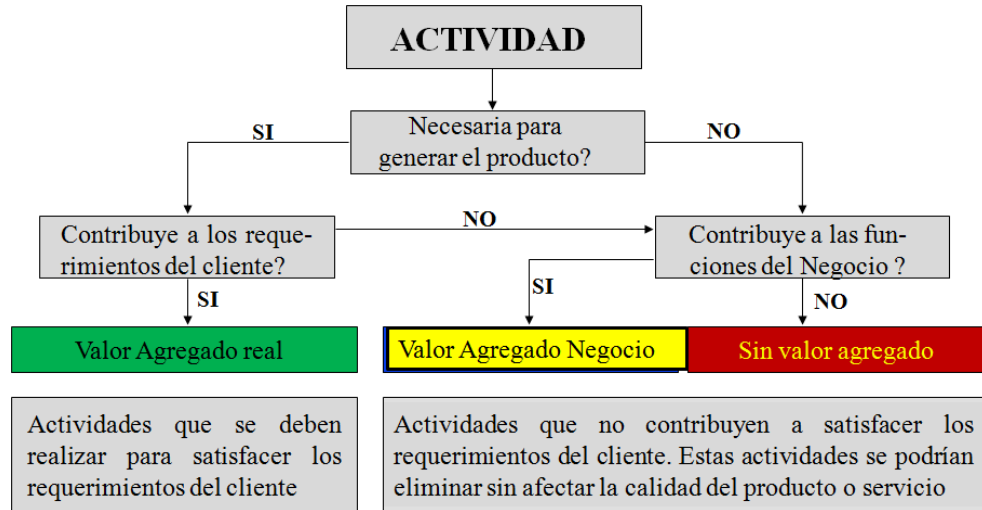 ACTIVIDAD
Necesaria para
generar el producto?
SI
NO
Contribuye a los reque-
rimientos del cliente?
NO
Contribuye a las fun-
ciones del Negocio ?
SI
SI
NO
Valor Agregado real
Valor Agregado Negocio
Sin valor agregado
Actividades que se deben
realizar para satisfacer los
requerimientos del cliente
Actividades que no contribuyen a satisfacer los
requerimientos del cliente. Estas actividades se podrían
eliminar sin afectar la calidad del producto o servicio